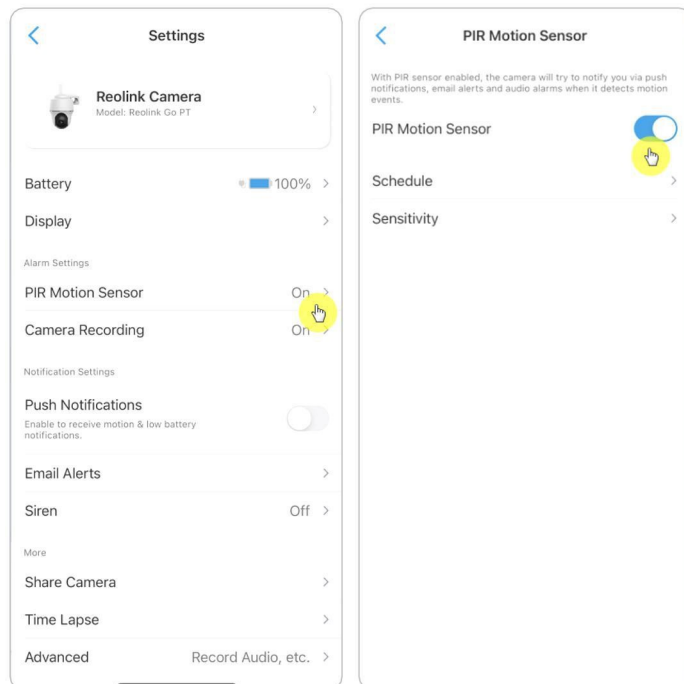 Settings
Reolink Camera
Model: Reolink Go PT
Battery 100%
Display
Alarm Settings
PIR Motion Sensor On
Camera Recording On
Notification Settings
Push Notifications
Enable to receive motion & low battery
notifications.
Email Alerts
Siren Off
More
Share Camera
Time Lapse
Advanced Record Audio, etc.
PIR Motion Sensor
With PIR sensor enabled, the camera will try to notify you via push
notifications, email alerts and audio alarms when it detects motion
events.
PIR Motion Sensor
Schedule
Sensitivity